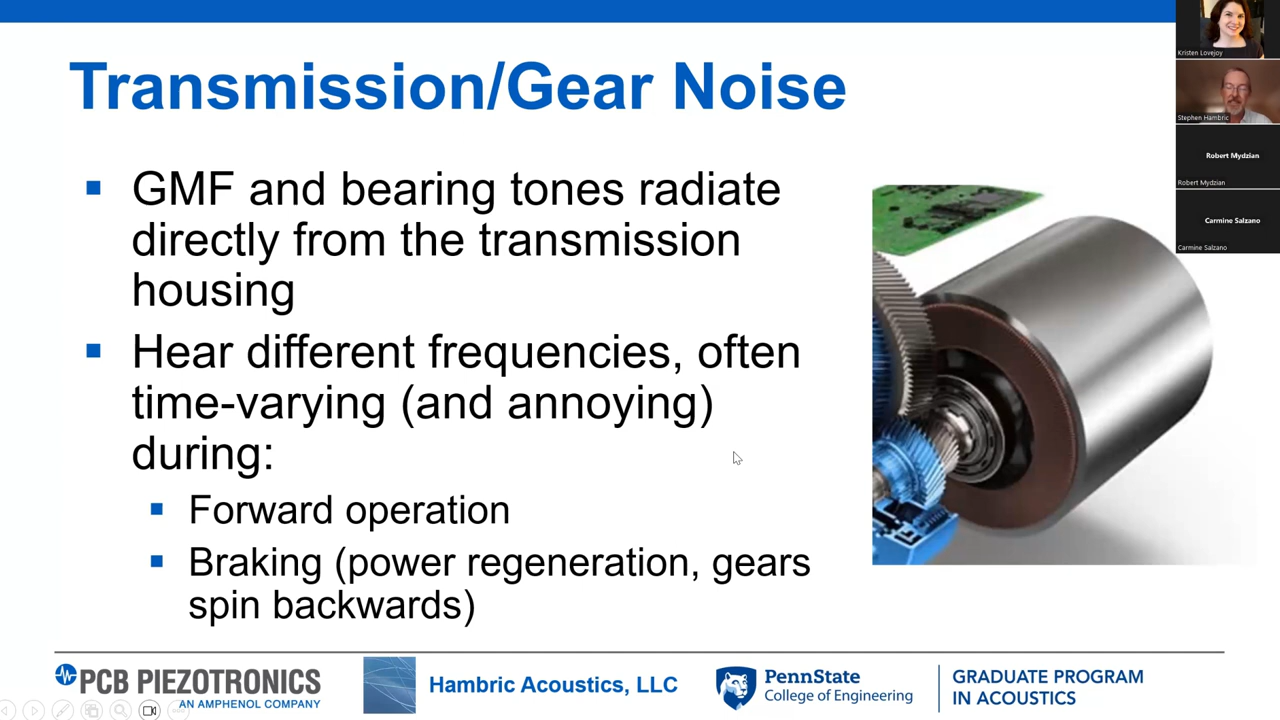 Transmission/Gear Noise
GMF and bearing tones radiate
directly from the transmission
housing
Hear different frequencies, often
time-varying (and annoying)
during:
Forward operation
Braking (power regeneration, gears
spin backwards)
PCB PIEZOTRONICS
AN AMPHENOL COMPANY
Hambric Acoustics, LLC
PennState
College of Engineering
GRADUATE PROGRAM
IN ACOUSTICS
Kristen Lovejoy
Stephen Hambric
Robert Mydzian
Robert Mydzian
Carmine Salzano
Carmine Salzano